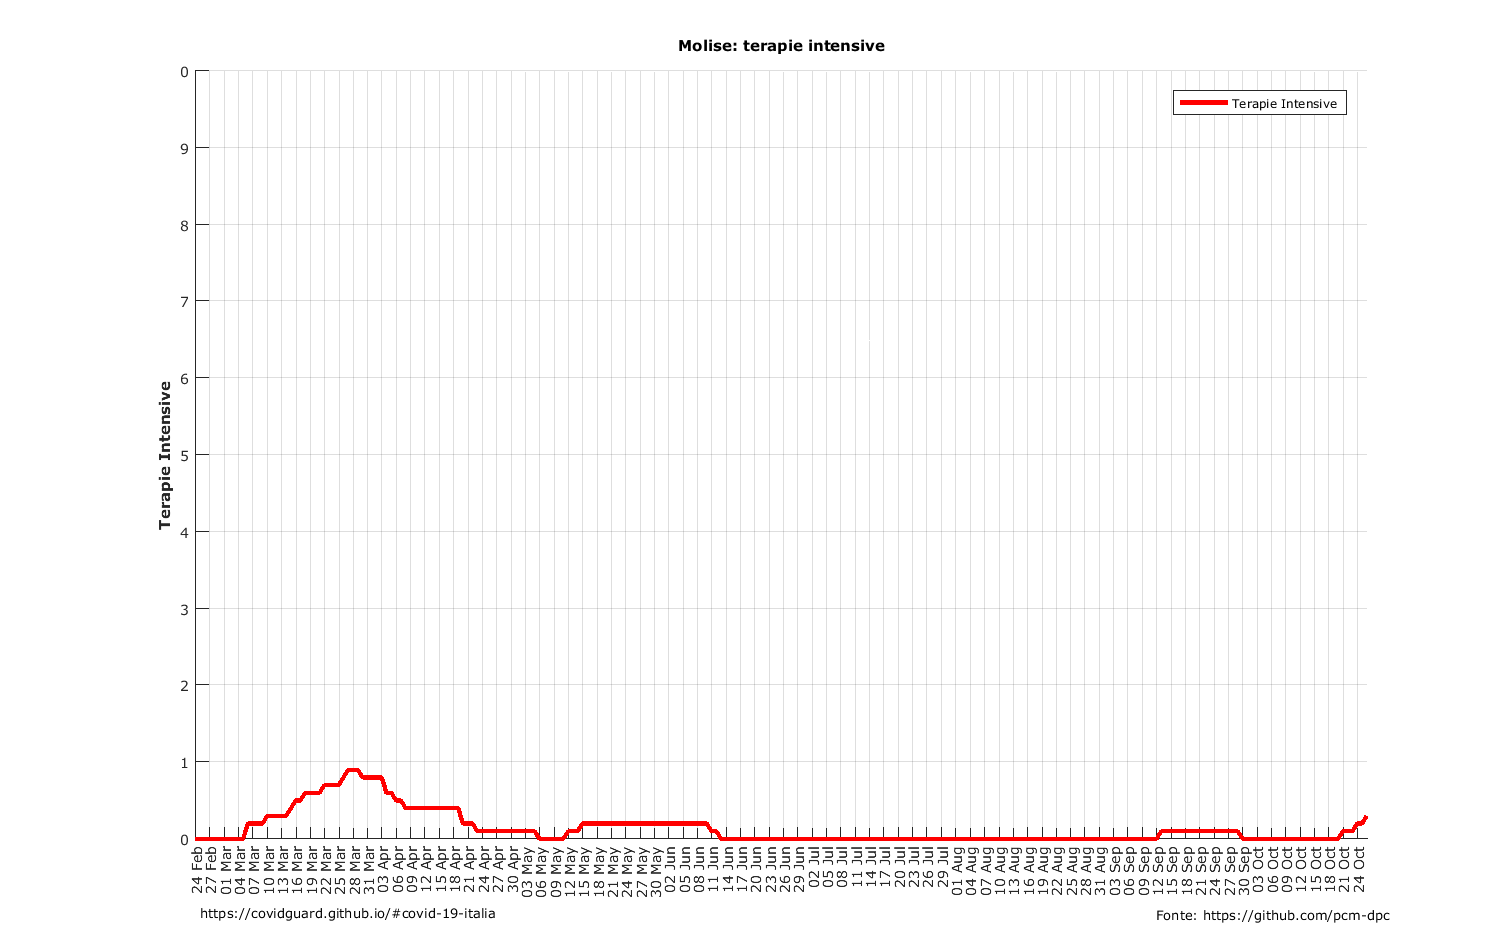 Molise: terapie intensive
Terapie Intensive
0
9
8
7
6
5
4
3
2
1
0
Terapie Intensive
24 Feb
27 Feb
01 Mar
04 Mar
07 Mar
10 Mar
13 Mar
16 Mar
19 Mar
22 Mar
25 Mar
28 Mar
31 Mar
03 Apr
06 Apr
09 Apr
12 Apr
15 Apr
18 Apr
21 Apr
24 Apr
27 Apr
30 Apr
03 May
06 May
09 May
12 May
15 May
18 May
21 May
24 May
27 May
30 May
02 Jun
05 Jun
08 Jun
11 Jun
14 Jun
17 Jun
20 Jun
23 Jun
26 Jun
29 Jun
02 Jul
05 Jul
08 Jul
11 Jul
14 Jul
17 Jul
20 Jul
23 Jul
26 Jul
29 Jul
01 Aug
04 Aug
07 Aug
10 Aug
13 Aug
16 Aug
19 Aug
22 Aug
25 Aug
28 Aug
31 Aug
03 Sep
06 Sep
09 Sep
12 Sep
15 Sep
18 Sep
21 Sep
24 Sep
27 Sep
30 Sep
03 Oct
06 Oct
09 Oct
12 Oct
15 Oct
18 Oct
21 Oct
24 Oct
https://covidguard.github.io/#covid-19-italia
Fonte: https://github.com/pcm-dpc